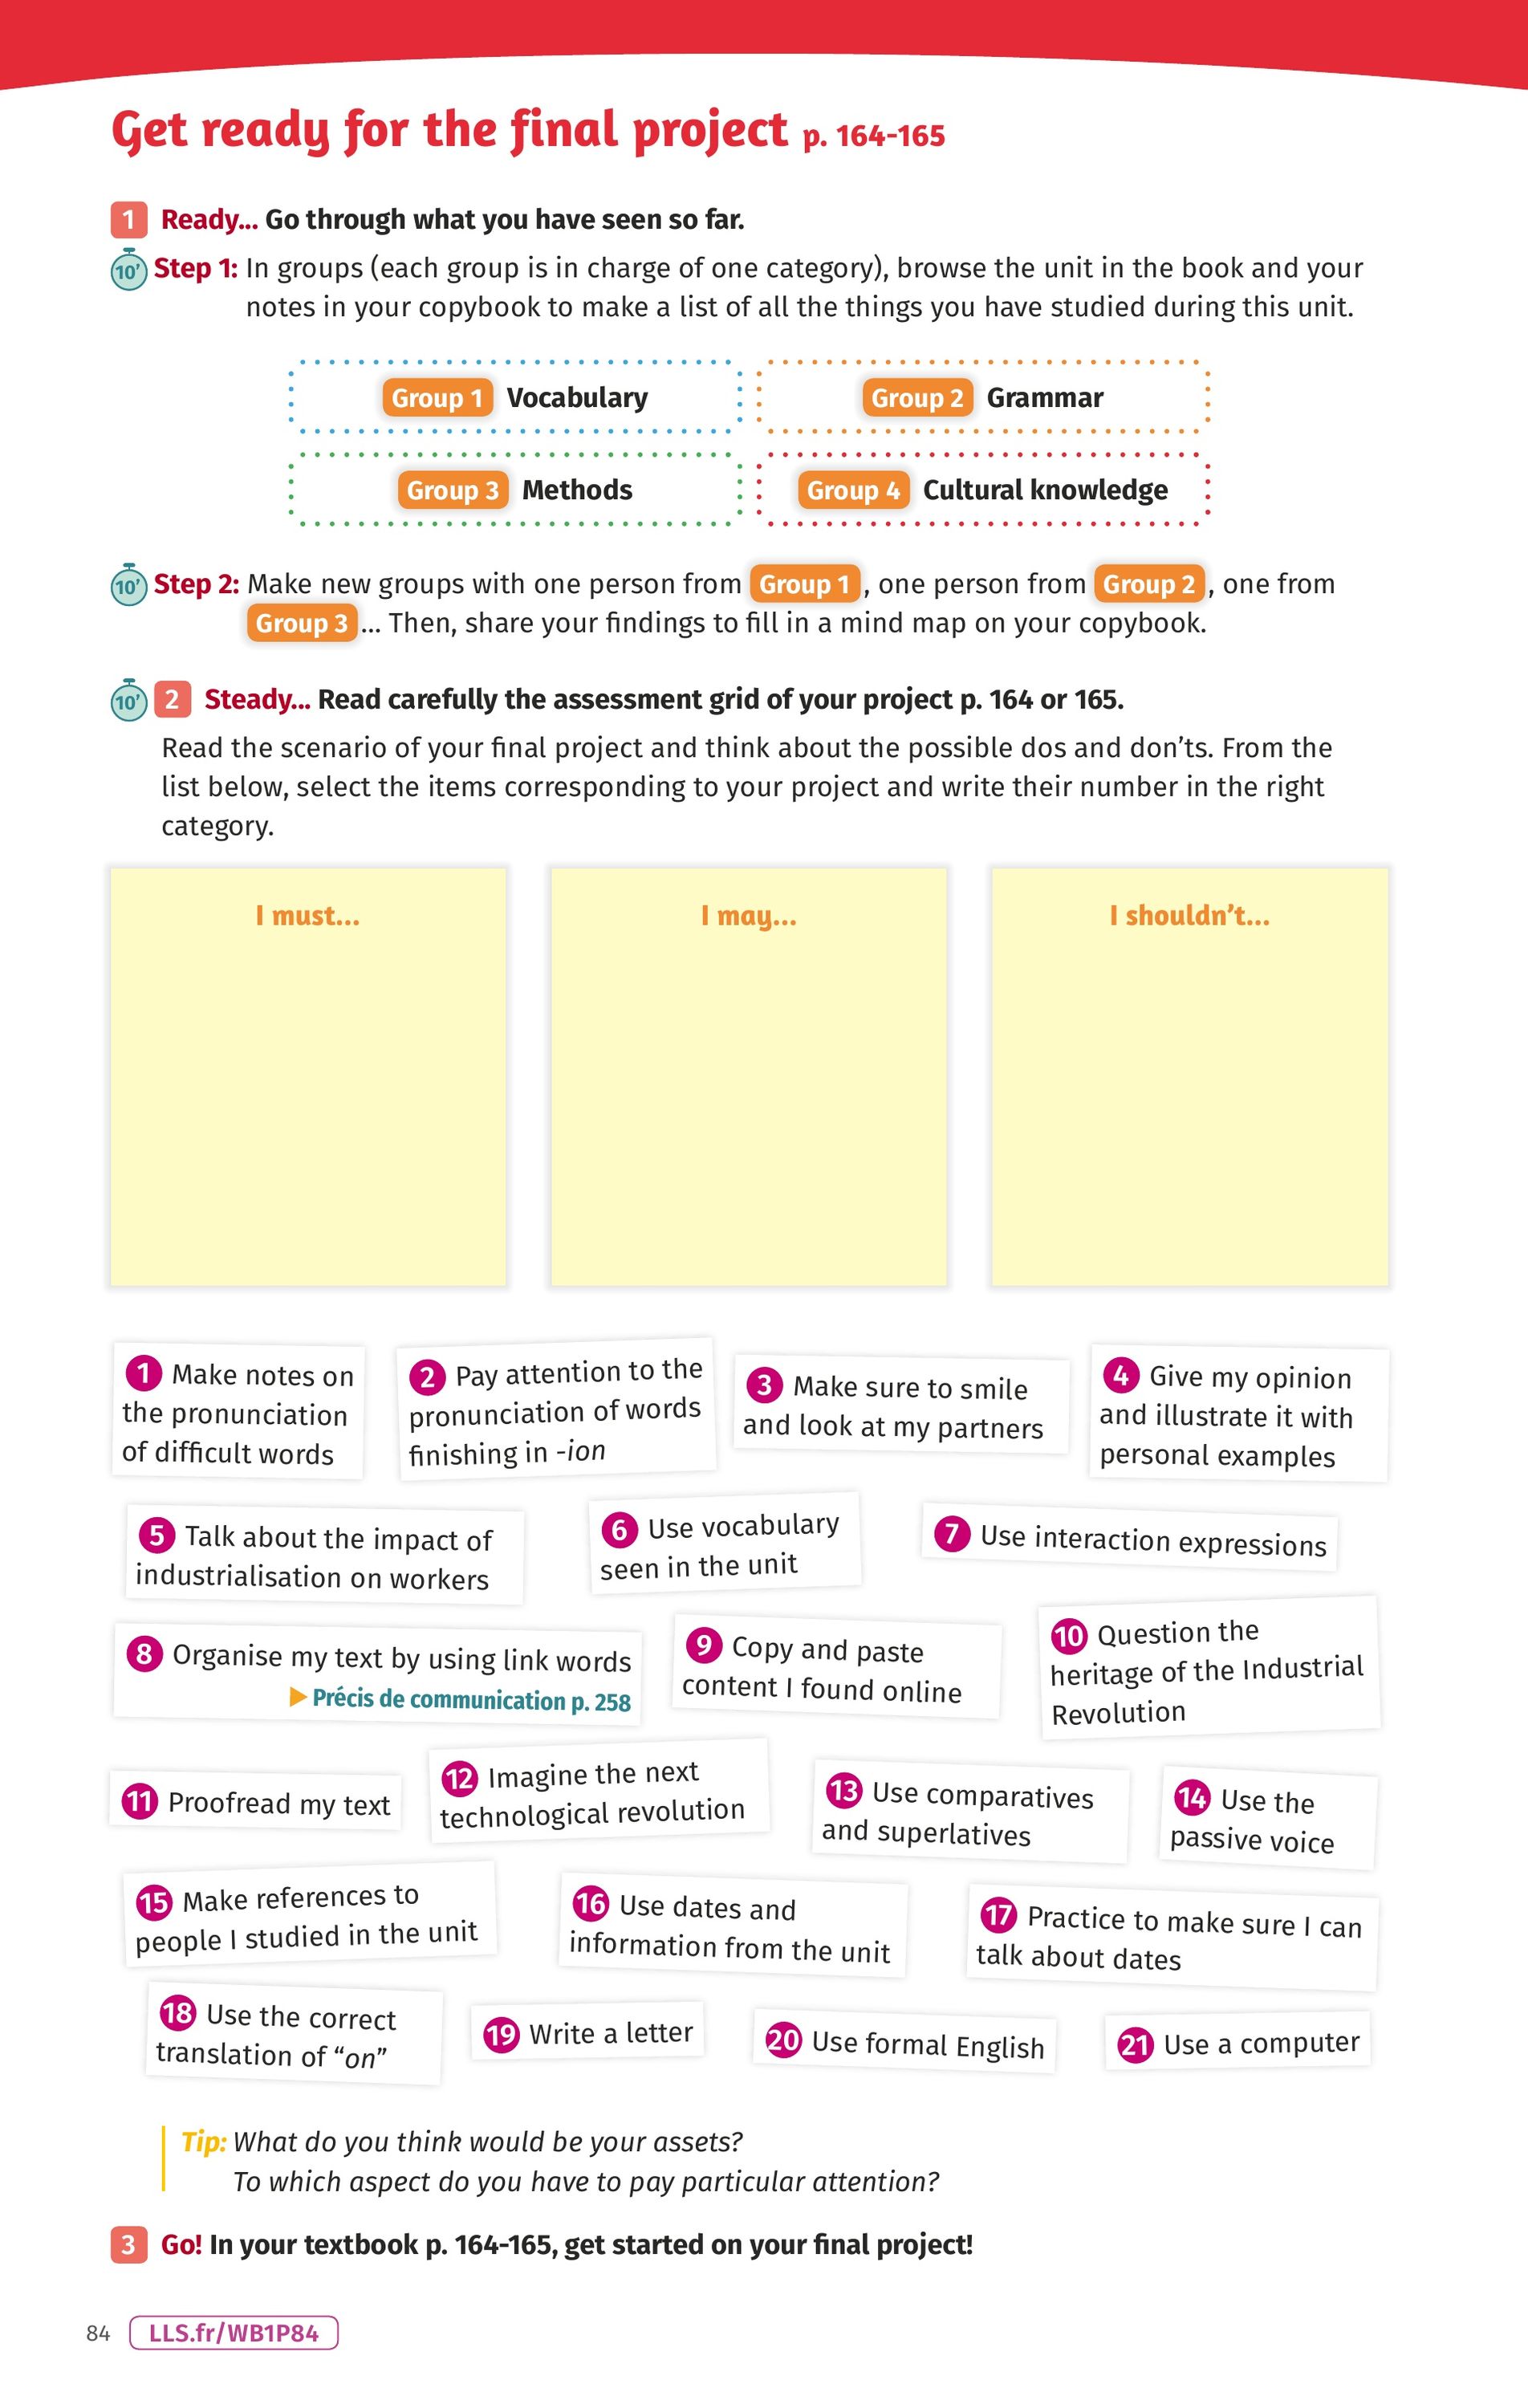 Get ready for the final project p. 164-165
1 Ready... Go through what you have seen so far.
10' Step 1: In groups (each group is in charge of one category), browse the unit in the book and your
notes in your copybook to make a list of all the things you have studied during this unit.
Group 1 Vocabulary
Group 2 Grammar
Group 3 Methods
Group 4 Cultural knowledge
10' Step 2: Make new groups with one person from Group 1, one person from Group 2, one from
Group 3... Then, share your findings to fill in a mind map on your copybook.
10' 2 Steady... Read carefully the assessment grid of your project p. 164 or 165.
Read the scenario of your final project and think about the possible dos and don'ts. From the
list below, select the items corresponding to your project and write their number in the right
category.
I must...
I may...
I shouldn't...
1 Make notes on
the pronunciation
of difficult words
2 Pay attention to the
pronunciation of words
finishing in -ion
3 Make sure to smile
and look at my partners
4 Give my opinion
and illustrate it with
personal examples
5 Talk about the impact of
industrialisation on workers
6 Use vocabulary
seen in the unit
7 Use interaction expressions
8 Organise my text by using link words
▶ Précis de communication p. 258
9 Copy and paste
content I found online
10 Question the
heritage of the Industrial
Revolution
11 Proofread my text
12 Imagine the next
technological revolution
13 Use comparatives
and superlatives
14 Use the
passive voice
15 Make references to
people I studied in the unit
16 Use dates and
information from the unit
17 Practice to make sure I can
talk about dates
18 Use the correct
translation of "on"
19 Write a letter
20 Use formal English
21 Use a computer
Tip: What do you think would be your assets?
To which aspect do you have to pay particular attention?
3 Go! In your textbook p. 164-165, get started on your final project!
84 LLS.fr/WB1P84